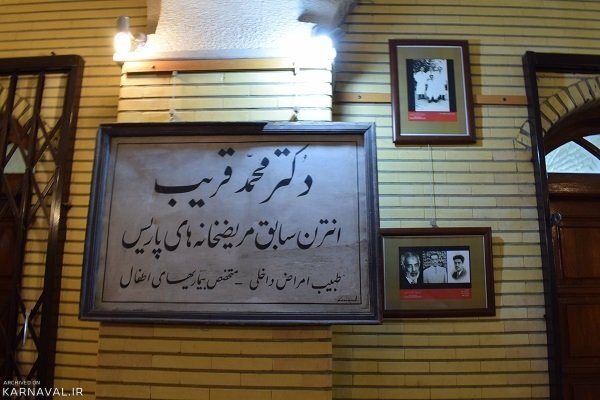 دکتر محمد قریب
انترن سابق مریضخانه های پاریس
طبیب امراض داخلی - متخصص بیماریهای اطفال
ARCHIVED ON
KARNAVAL.IR